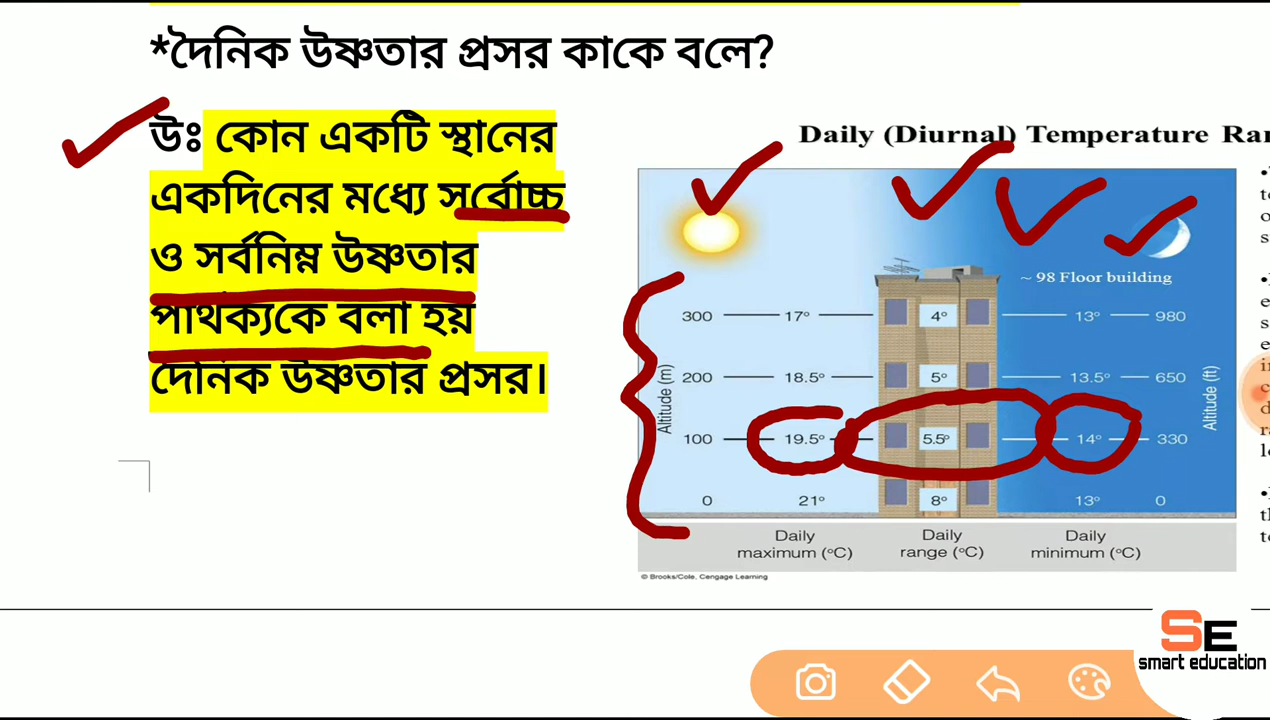 *দৈনিক উষ্ণতার প্রসর কাকে বলে?
উঃ কোন একটি স্থানের
একদিনের মধ্যে সর্বোচ্চ
ও সর্বনিম্ন উষ্ণতার
পার্থক্যকে বলা হয়
দৈনিক উষ্ণতার প্রসর।
Daily (Diurnal) Temperature
~ 98 Floor building
300 17° 4° 13° 980
200 18.5° 5° 13.5° 650
100 19.5° 5.5° 14° 330
0 21° 8° 13° 0
Altitude (m)
Altitude (ft)
Daily maximum (°C)
Daily range (°C)
Daily minimum (°C)
© Brooks/Cole, Cengage Learning
SE
smart education